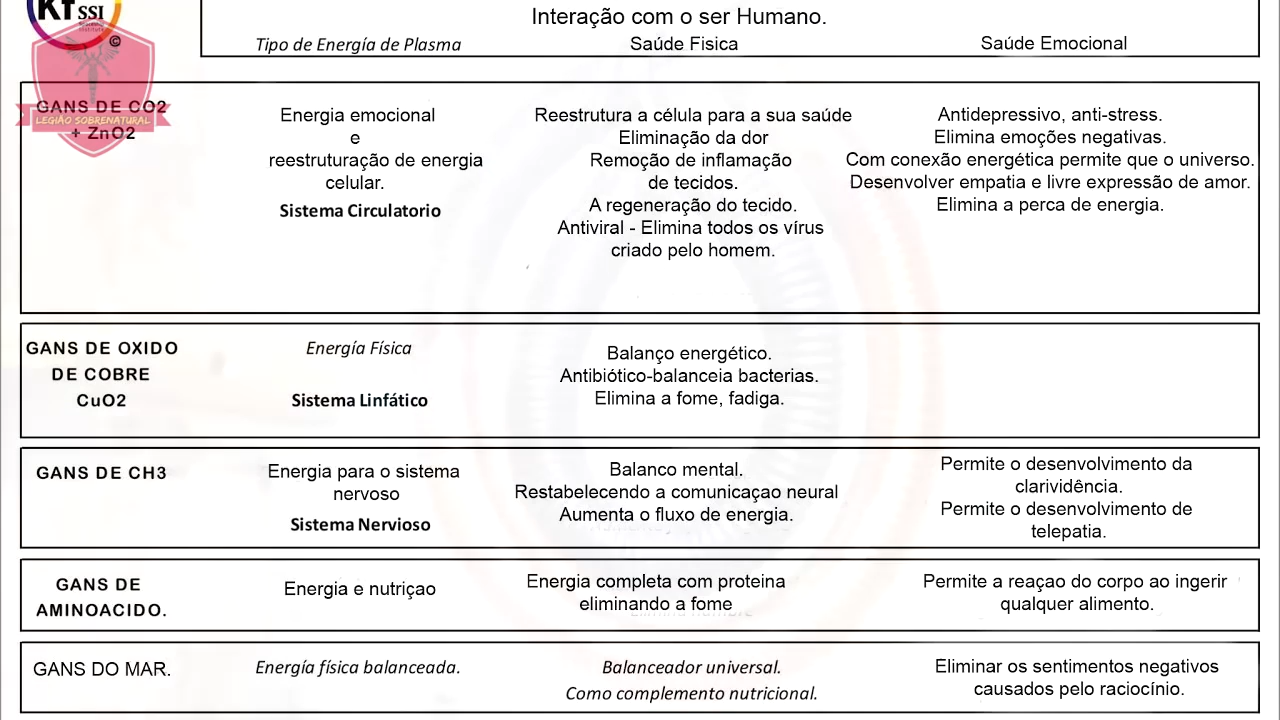 KF SSI
©
LEGIÃO SOBRENATURAL
Interação com o ser Humano.
Tipo de Energía de Plasma
Saúde Fisica
Saúde Emocional
GANS DE CO2
+ ZnO2
Energia emocional
e
reestruturação de energia
celular.
Sistema Circulatorio
Reestrutura a célula para a sua saúde
Eliminação da dor
Remoção de inflamação
de tecidos.
A regeneração do tecido.
Antiviral - Elimina todos os vírus
criado pelo homem.
Antidepressivo, anti-stress.
Elimina emoções negativas.
Com conexão energética permite que o universo.
Desenvolver empatia e livre expressão de amor.
Elimina a perca de energia.
GANS DE OXIDO
DE COBRE
CuO2
Energía Física
Sistema Linfático
Balanço energético.
Antibiótico-balanceia bacterias.
Elimina a fome, fadiga.
GANS DE CH3
Energia para o sistema
nervoso
Sistema Nervioso
Balanco mental.
Restabelecendo a comunicaçao neural
Aumenta o fluxo de energia.
Permite o desenvolvimento da
clarividência.
Permite o desenvolvimento de
telepatia.
GANS DE
AMINOACIDO.
Energia e nutriçao
Energia completa com proteina
eliminando a fome
Permite a reaçao do corpo ao ingerir
qualquer alimento.
GANS DO MAR.
Energía física balanceada.
Balanceador universal.
Como complemento nutricional.
Eliminar os sentimentos negativos
causados pelo raciocínio.